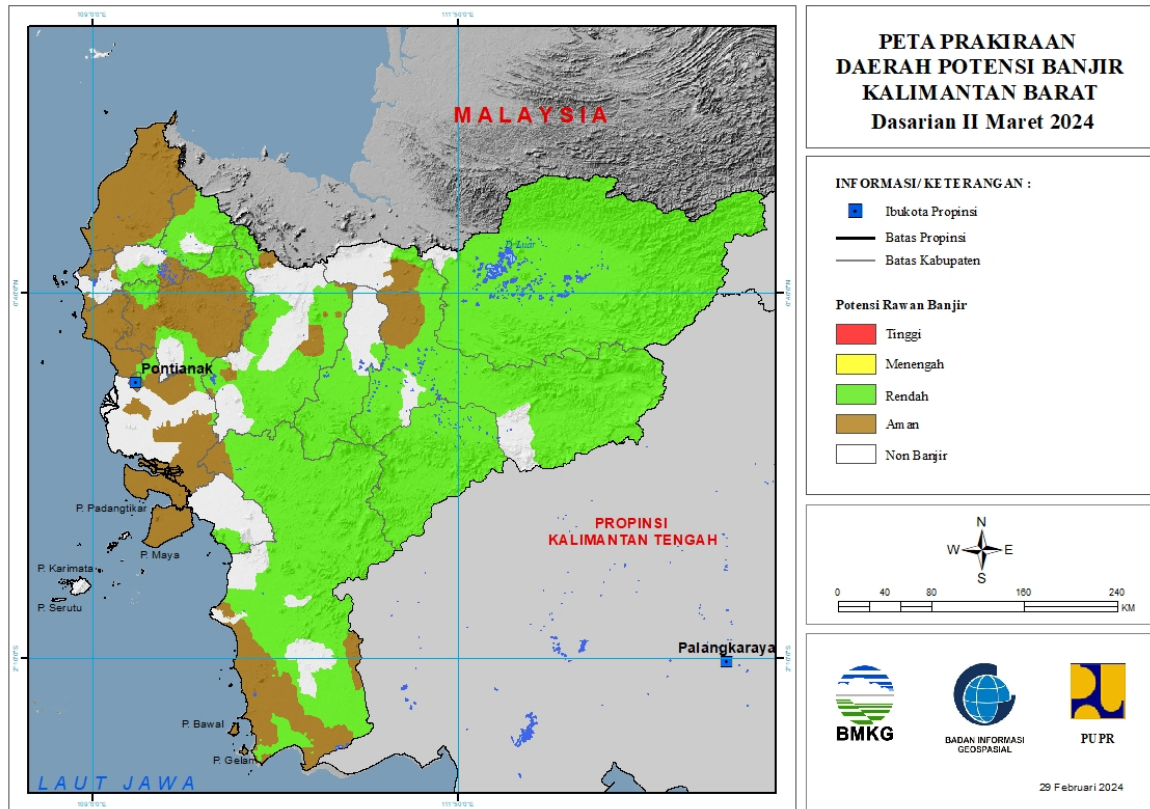 PETA PRAKIRAAN
DAERAH POTENSI BANJIR
KALIMANTAN BARAT
Dasarian II Maret 2024
INFORMASI/ KETERANGAN :
Ibukota Propinsi
Batas Propinsi
Batas Kabupaten
Potensi Rawan Banjir
Tinggi
Menengah
Rendah
Aman
Non Banjir
N
W E
S
0 40 80 160 240
KM
BMKG
BADAN INFORMASI
GEOSPASIAL
PUPR
29 Februari 2024
MALAYSIA
Pontianak
P. Padangtikar
P. Maya
P. Karimata
P. Serutu
PROPINSI
KALIMANTAN TENGAH
Palangkaraya
P. Bawal
P. Gelam
LAUT JAWA